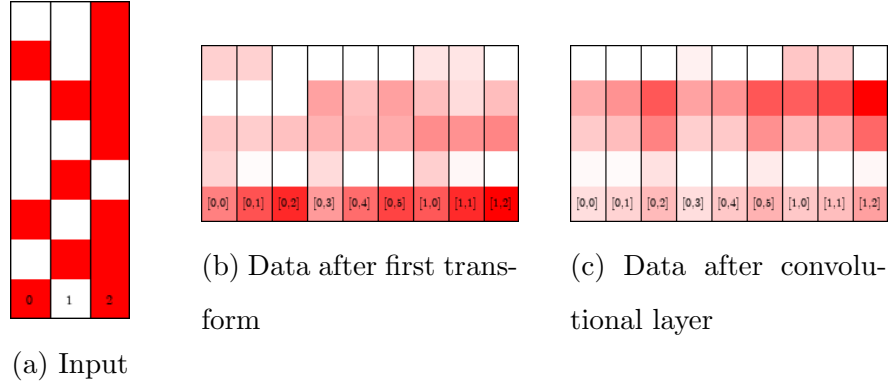 0 1 2
(a) Input
[0,0] [0,1] [0,2] [0,3] [0,4] [0,5] [1,0] [1,1] [1,2]
(b) Data after first trans-
form
[0,0] [0,1] [0,2] [0,3] [0,4] [0,5] [1,0] [1,1] [1,2]
(c) Data after convolu-
tional layer